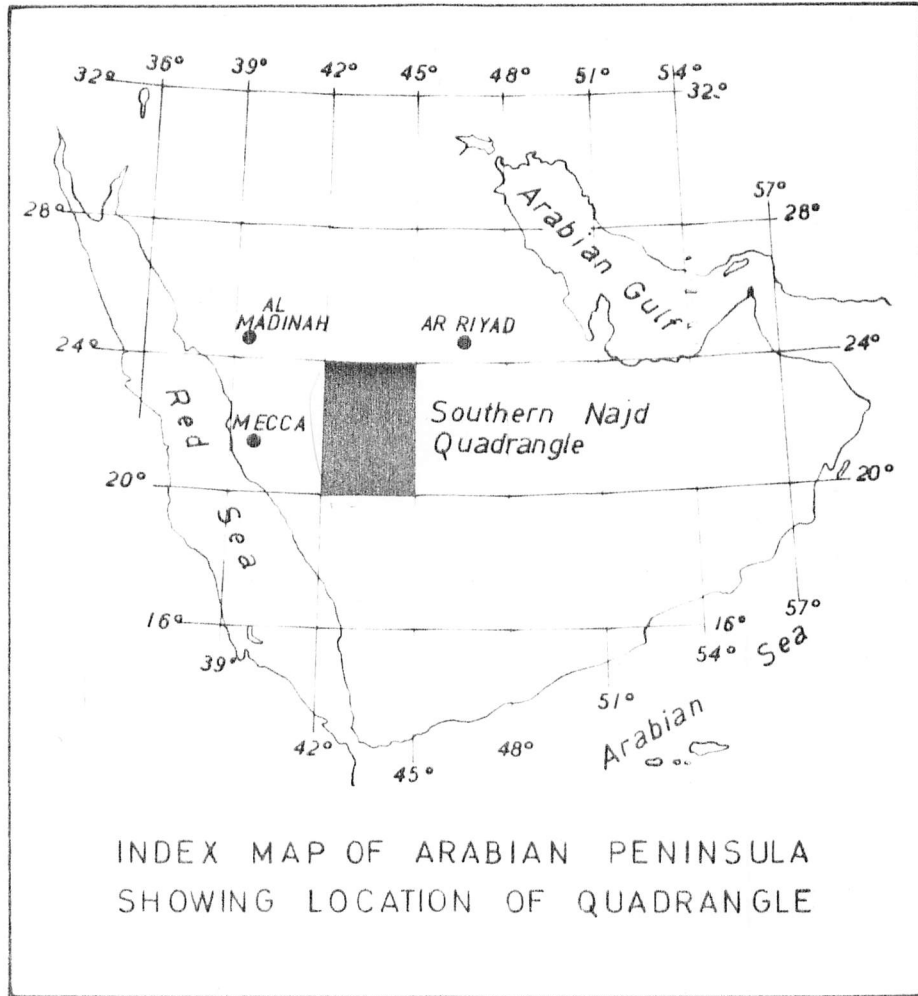 36° 39° 42° 45° 48° 51° 54°
32° 32°
57°
28° 28°
Arabian Gulf
AL
MADINAH
AR RIYAD
24° 24°
Red Sea
MECCA
Southern Najd
Quadrangle
20° 20°
16° 16°
39° 42° 45° 48° 51° 54° 57°
Arabian Sea
INDEX MAP OF ARABIAN PENINSULA
SHOWING LOCATION OF QUADRANGLE